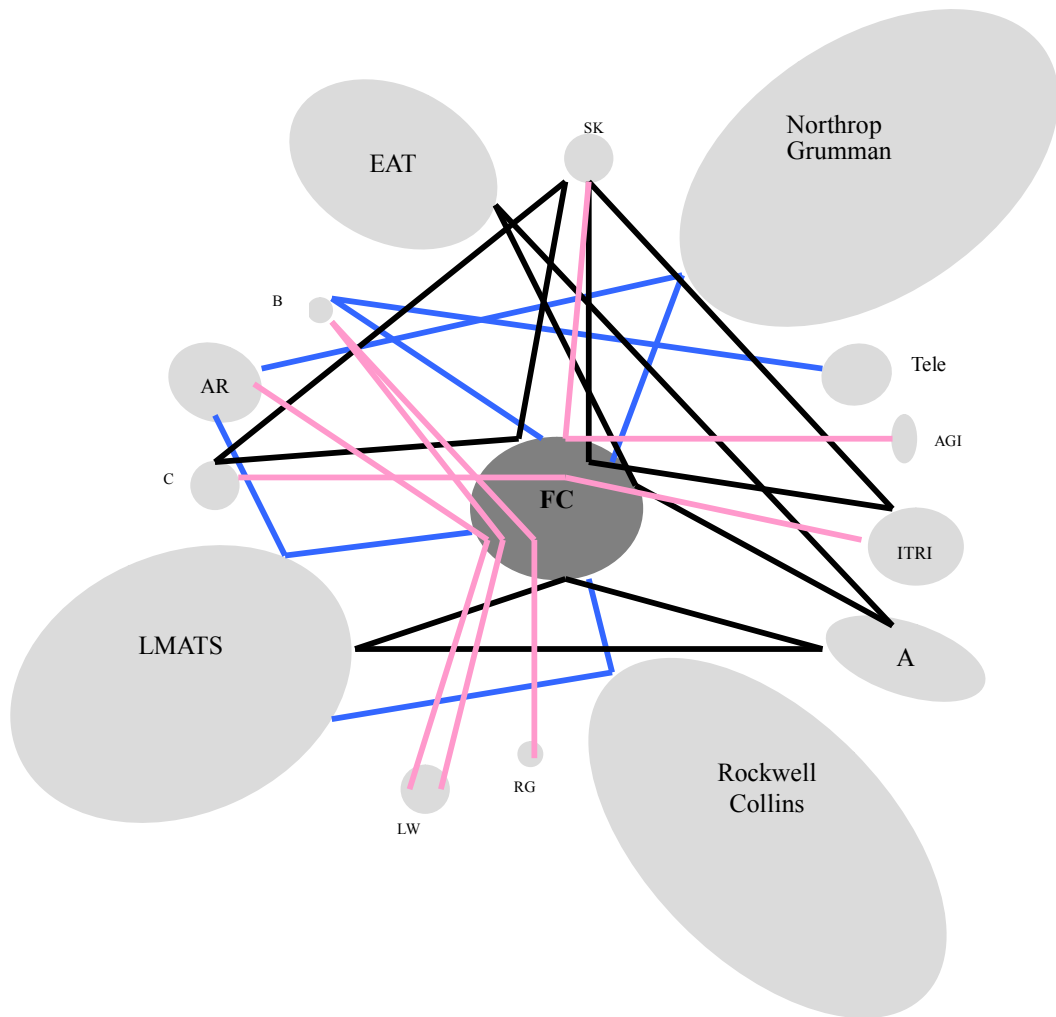 SK
Northrop
Grumman
EAT
B
Tele
AR
AGI
C
FC
ITRI
LMATS
A
Rockwell
Collins
RG
LW